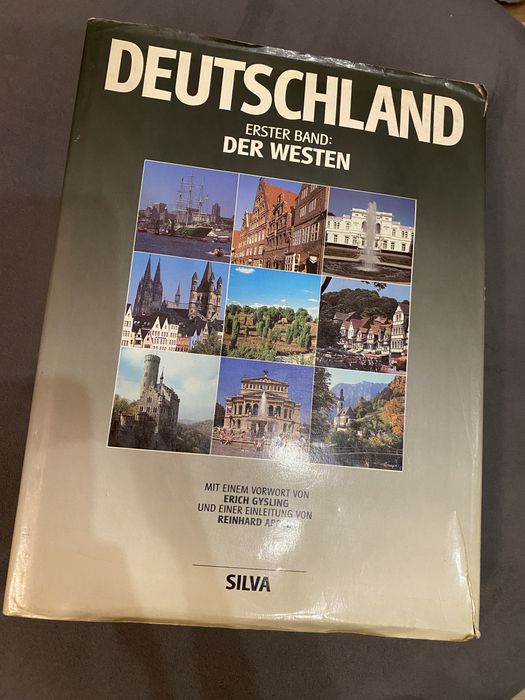 DEUTSCHLAND
ERSTER BAND:
DER WESTEN
MIT EINEM VORWORT VON
ERICH GYSLING
UND EINER EINLEITUNG VON
REINHARD
SILVA